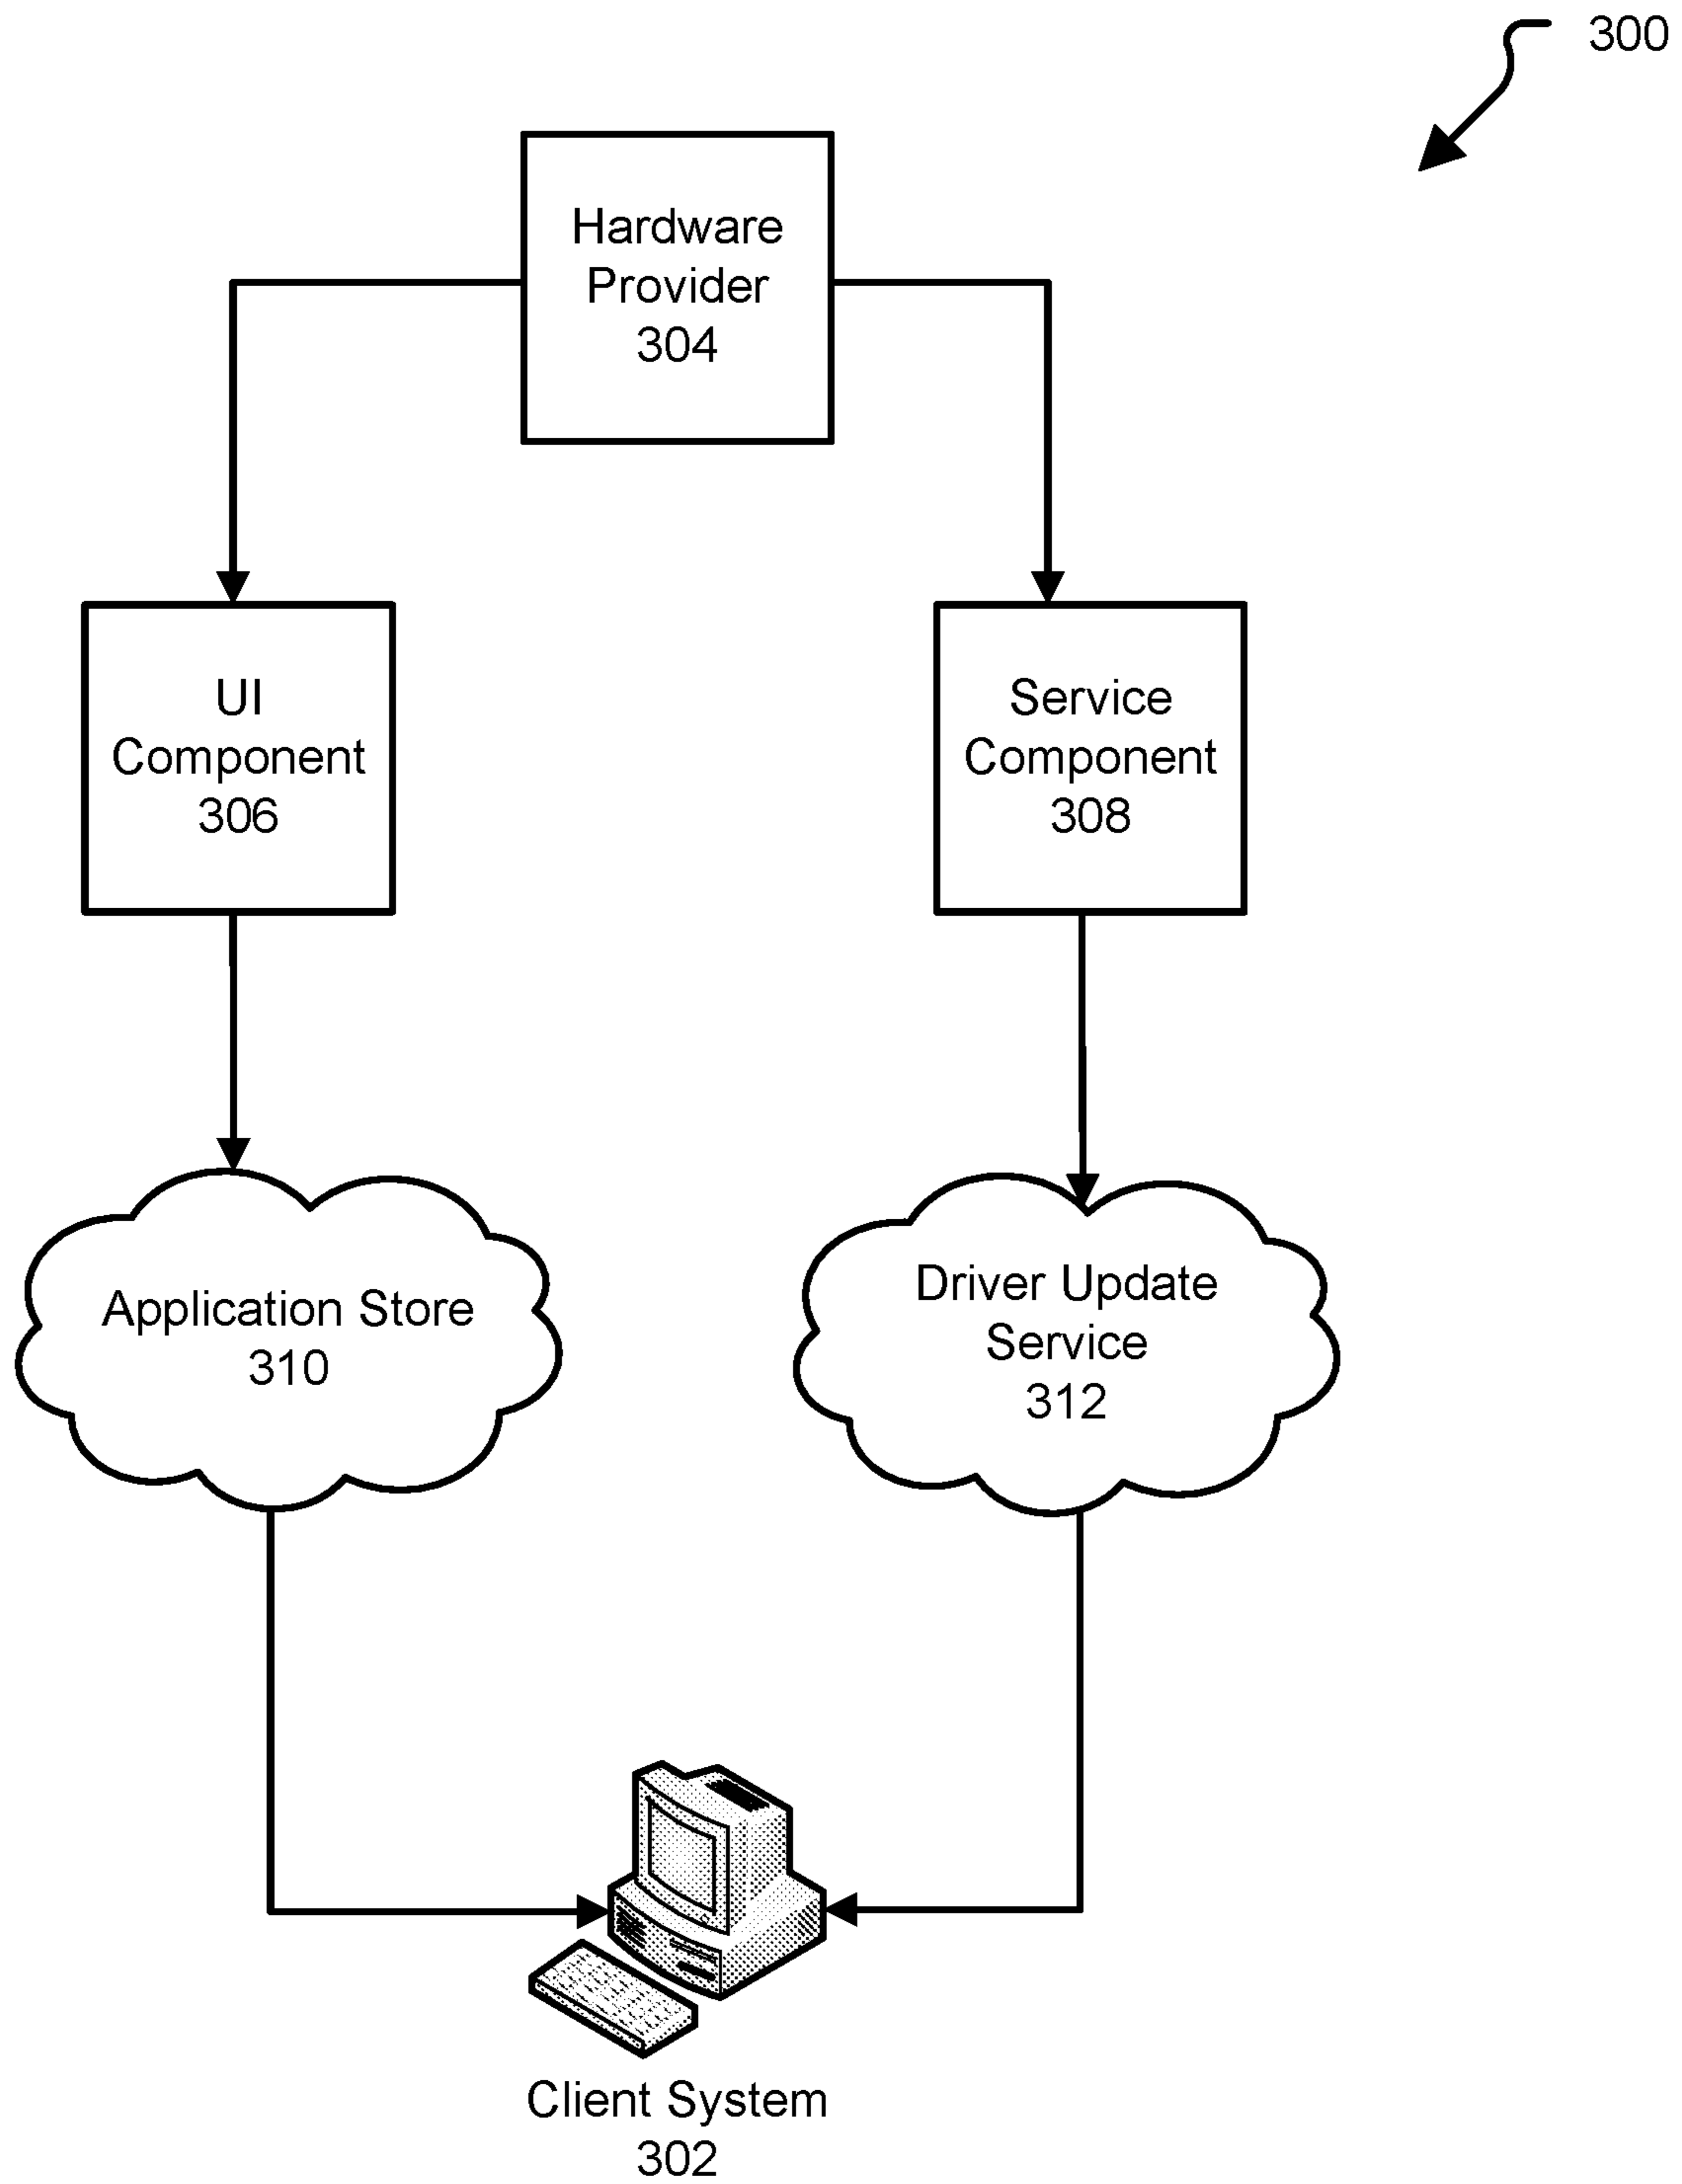 300
Hardware
Provider
304
UI
Component
306
Service
Component
308
Application Store
310
Driver Update
Service
312
Client System
302